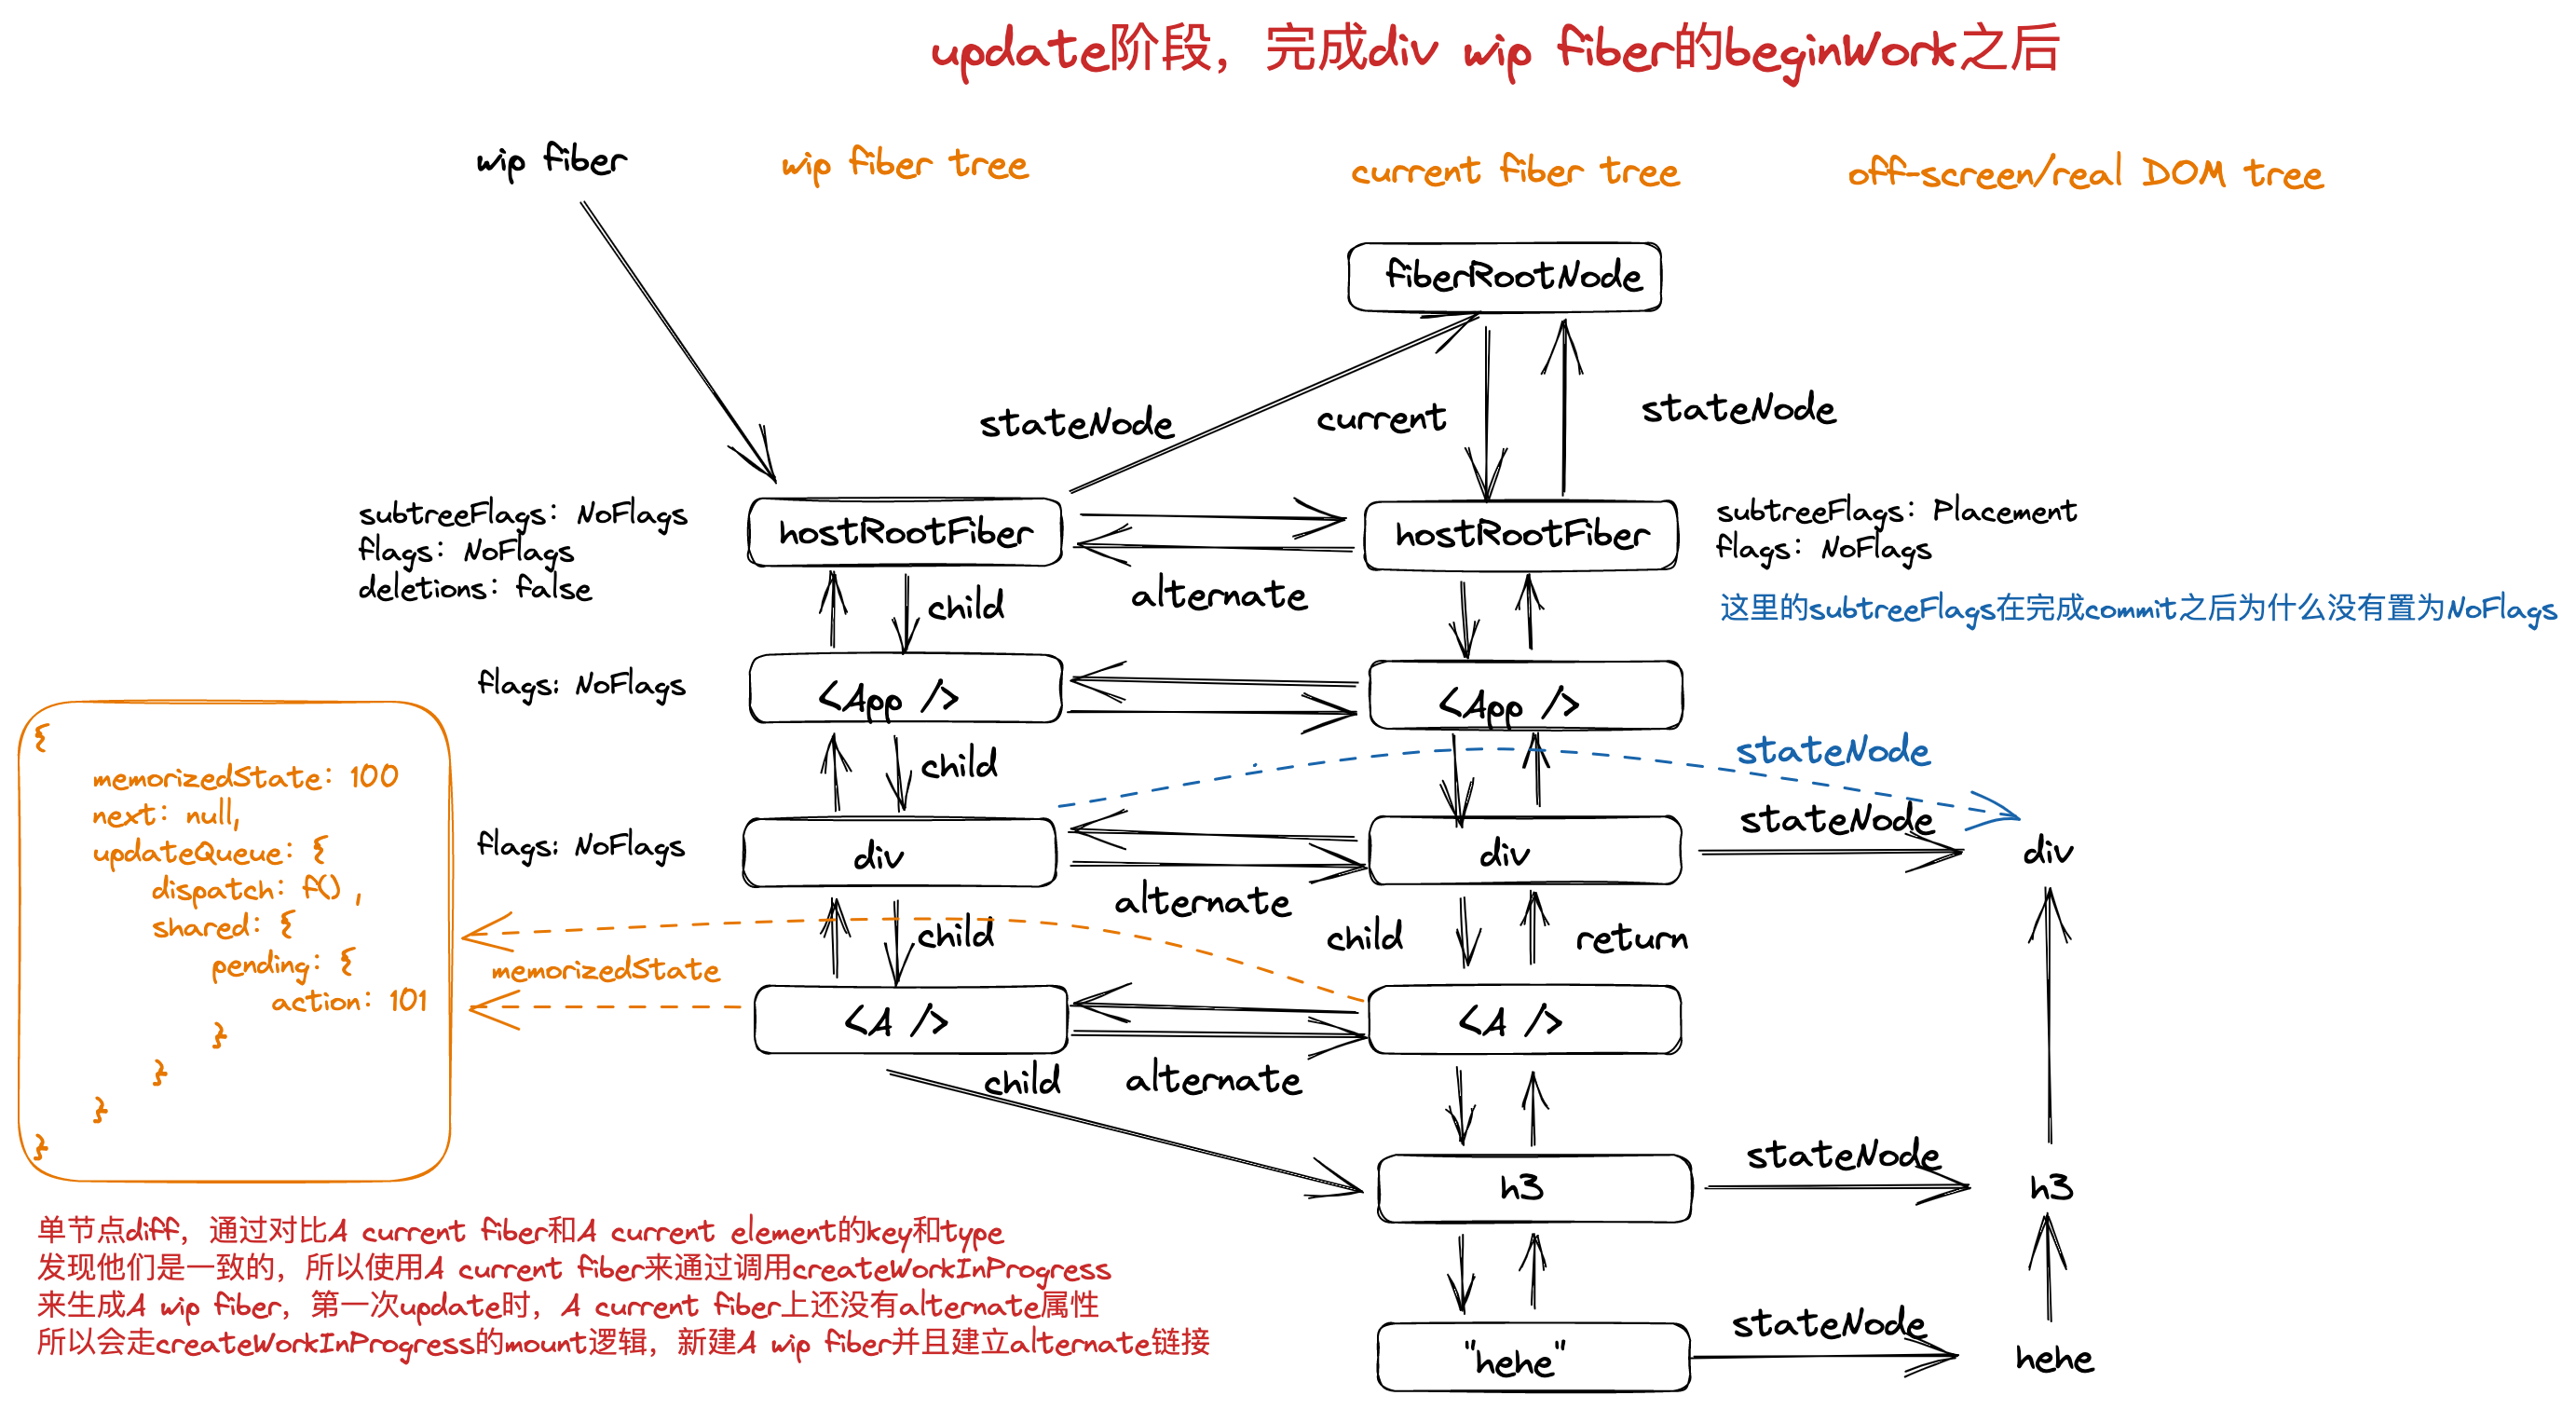 update阶段，完成div wip fiber的beginWork之后
wip fiber
wip fiber tree
current fiber tree
off-screen/real DOM tree
fiberRootNode
stateNode
current
stateNode
subtreeFlags: NoFlags
flags: NoFlags
deletions: false
hostRootFiber
hostRootFiber
subtreeFlags: Placement
flags: NoFlags
child
alternate
这里的subtreeFlags在完成commit之后为什么没有置为NoFlags
flags: NoFlags
<App />
<App />
child
stateNode
flags: NoFlags
div
div
stateNode
div
alternate
child
child
return
{
memorizedState: 100
next: null,
updateQueue: {
dispatch: f() ,
shared: {
pending: {
action: 101
}
}
}
}
memorizedState
<A />
<A />
child
alternate
h3
stateNode
h3
单节点diff，通过对比A current fiber和A current element的key和type
发现他们是一致的，所以使用A current fiber来通过调用createWorkInProgress
来生成A wip fiber，第一次update时，A current fiber上还没有alternate属性
所以会走createWorkInProgress的mount逻辑，新建A wip fiber并且建立alternate链接
"hehe"
stateNode
hehe